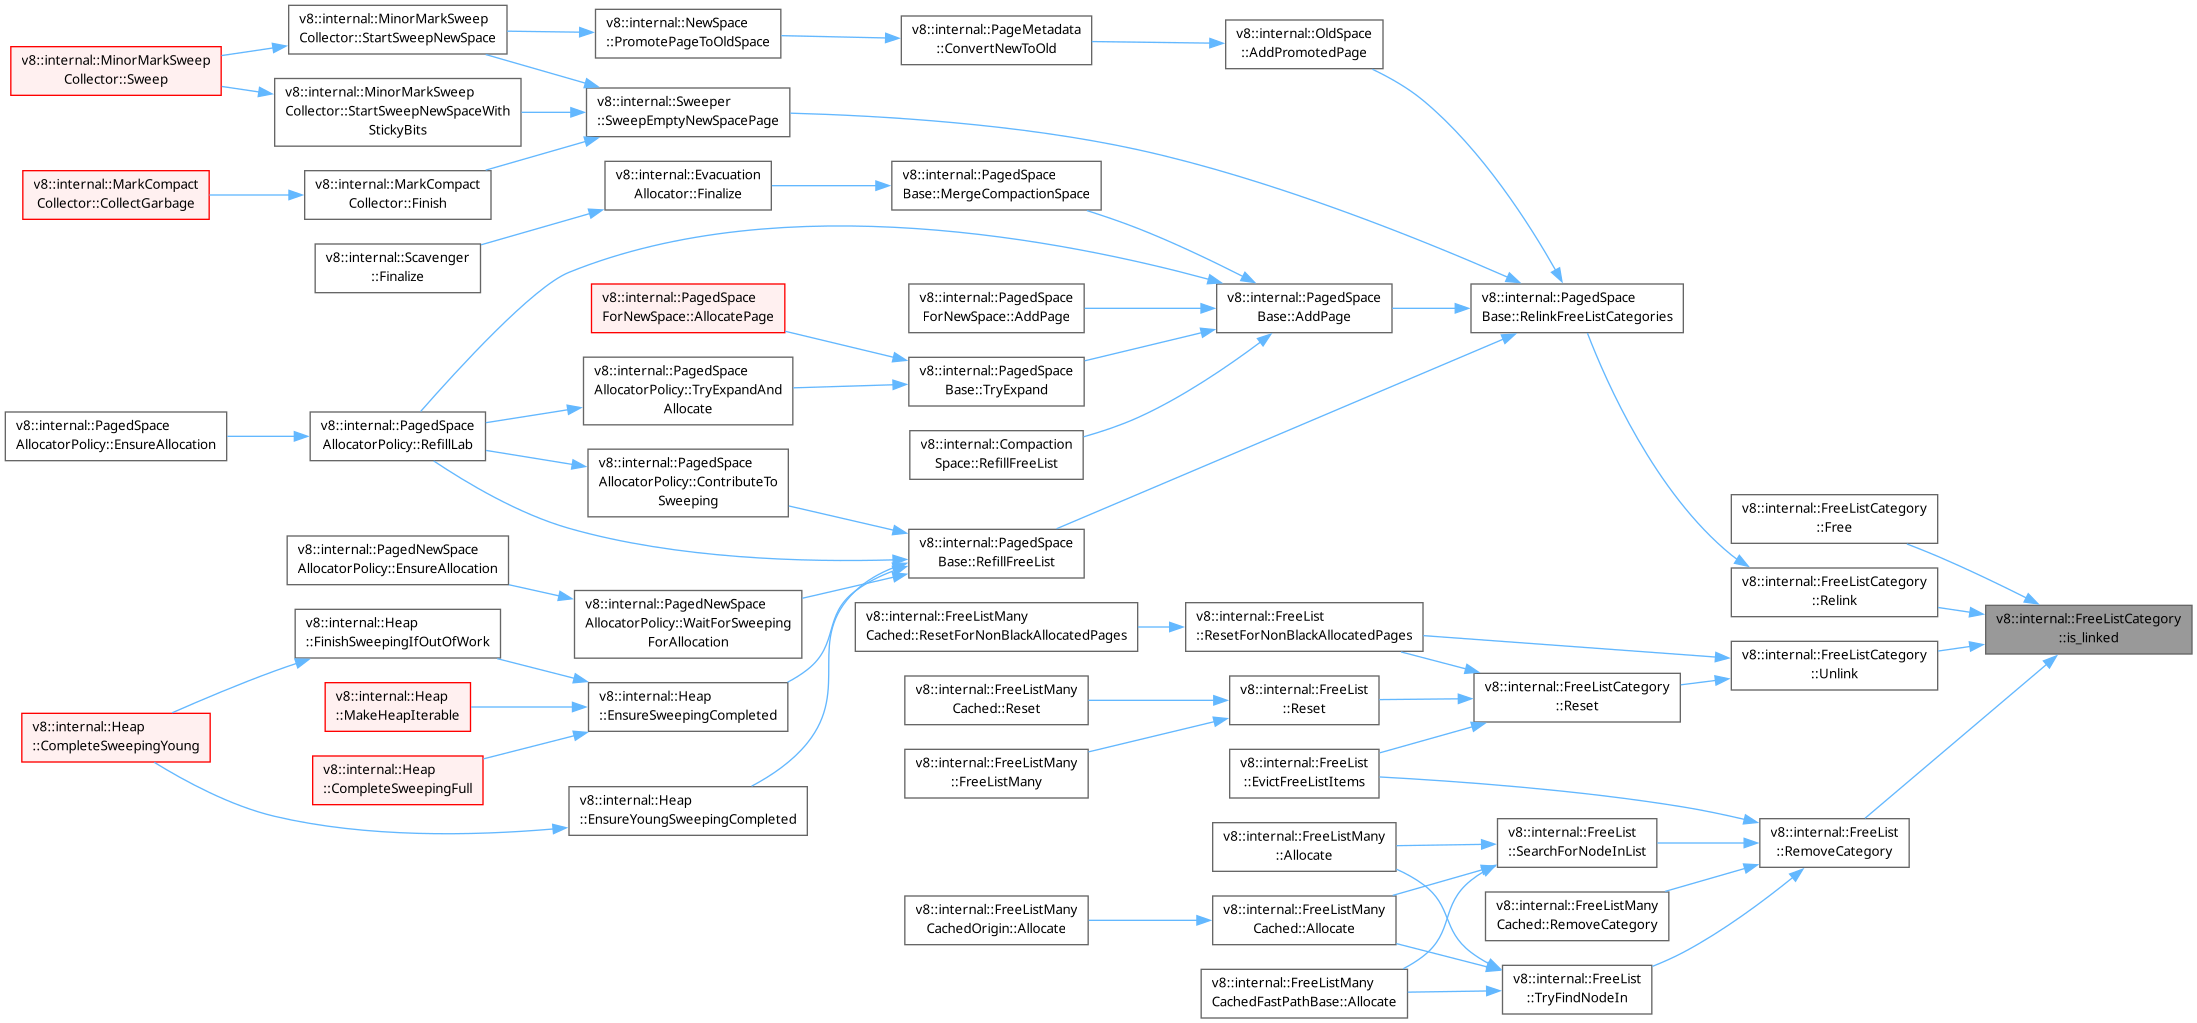 v8::internal::MinorMarkSweep
Collector::StartSweepNewSpace
v8::internal::NewSpace
::PromotePageToOldSpace
v8::internal::PageMetadata
::ConvertNewToOld
v8::internal::OldSpace
::AddPromotedPage
v8::internal::MinorMarkSweep
Collector::Sweep
v8::internal::MinorMarkSweep
Collector::StartSweepNewSpaceWith
StickyBits
v8::internal::Sweeper
::SweepEmptyNewSpacePage
v8::internal::MarkCompact
Collector::CollectGarbage
v8::internal::MarkCompact
Collector::Finish
v8::internal::Evacuation
Allocator::Finalize
v8::internal::PagedSpace
Base::MergeCompactionSpace
v8::internal::Scavenger
::Finalize
v8::internal::PagedSpace
ForNewSpace::AllocatePage
v8::internal::PagedSpace
ForNewSpace::AddPage
v8::internal::PagedSpace
Base::AddPage
v8::internal::PagedSpace
Base::RelinkFreeListCategories
v8::internal::PagedSpace
AllocatorPolicy::TryExpandAnd
Allocate
v8::internal::PagedSpace
Base::TryExpand
v8::internal::PagedSpace
AllocatorPolicy::EnsureAllocation
v8::internal::PagedSpace
AllocatorPolicy::RefillLab
v8::internal::PagedSpace
AllocatorPolicy::ContributeTo
Sweeping
v8::internal::Compaction
Space::RefillFreeList
v8::internal::FreeListCategory
::Free
v8::internal::PagedNewSpace
AllocatorPolicy::EnsureAllocation
v8::internal::PagedSpace
Base::RefillFreeList
v8::internal::FreeListCategory
::Relink
v8::internal::Heap
::FinishSweepingIfOutOfWork
v8::internal::PagedNewSpace
AllocatorPolicy::WaitForSweeping
ForAllocation
v8::internal::FreeListMany
Cached::ResetForNonBlackAllocatedPages
v8::internal::FreeList
::ResetForNonBlackAllocatedPages
v8::internal::FreeListCategory
::is_linked
v8::internal::FreeListCategory
::Unlink
v8::internal::Heap
::MakeHeapIterable
v8::internal::Heap
::EnsureSweepingCompleted
v8::internal::FreeListMany
Cached::Reset
v8::internal::FreeList
::Reset
v8::internal::FreeListCategory
::Reset
v8::internal::Heap
::CompleteSweepingYoung
v8::internal::Heap
::CompleteSweepingFull
v8::internal::FreeListMany
::FreeListMany
v8::internal::FreeList
::EvictFreeListItems
v8::internal::Heap
::EnsureYoungSweepingCompleted
v8::internal::FreeListMany
::Allocate
v8::internal::FreeList
::SearchForNodeInList
v8::internal::FreeList
::RemoveCategory
v8::internal::FreeListMany
CachedOrigin::Allocate
v8::internal::FreeListMany
Cached::Allocate
v8::internal::FreeListMany
Cached::RemoveCategory
v8::internal::FreeListMany
CachedFastPathBase::Allocate
v8::internal::FreeList
::TryFindNodeIn